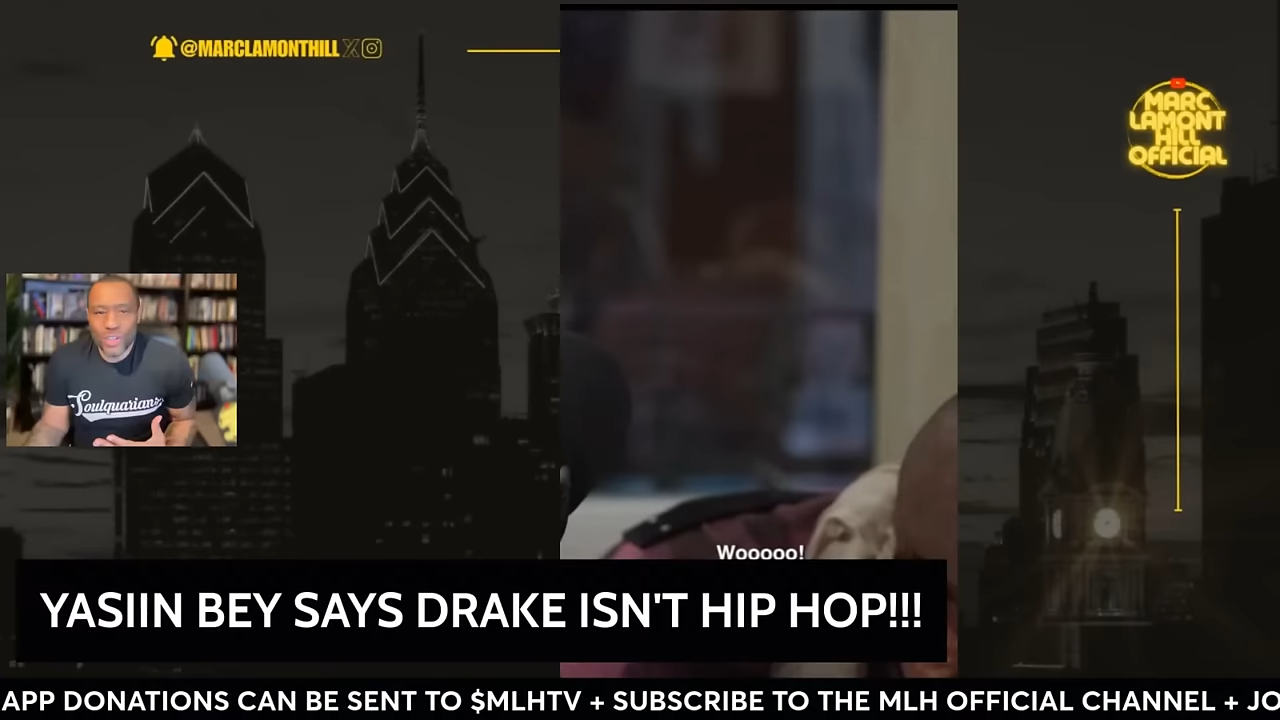 @MARCLAMONTHILL
MARC
LAMONT
HILL
OFFICIAL
Soulquarians
Wooooo!
YASIIN BEY SAYS DRAKE ISN'T HIP HOP!!!
APP DONATIONS CAN BE SENT TO $MLHTV + SUBSCRIBE TO THE MLH OFFICIAL CHANNEL + JO